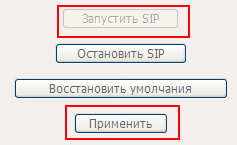 Запустить SIP
Остановить SIP
Восстановить умолчания
Применить